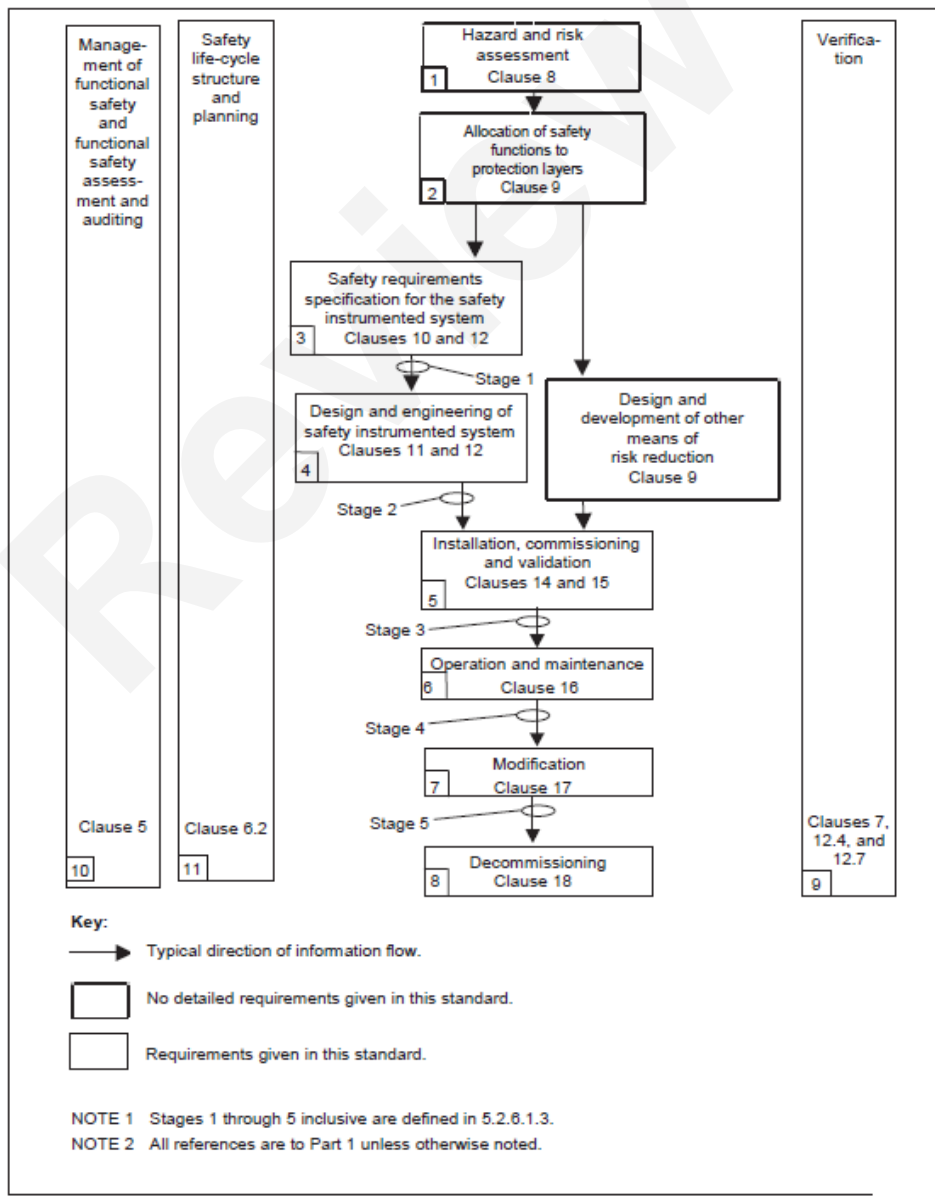 Manage-
ment of
functional
safety
and
functional
safety
assess-
ment and
auditing
Clause 5
10
Safety
life-cycle
structure
and
planning
Clause 6.2
11
Hazard and risk
assessment
Clause 8
1
Allocation of safety
functions to
protection layers
Clause 9
2
Safety requirements
specification for the safety
instrumented system
Clauses 10 and 12
3
Stage 1
Design and engineering of
safety instrumented system
Clauses 11 and 12
4
Design and
development of other
means of
risk reduction
Clause 9
Stage 2
Installation, commissioning
and validation
Clauses 14 and 15
5
Stage 3
Operation and maintenance
Clause 16
6
Stage 4
Modification
Clause 17
7
Stage 5
Decommissioning
Clause 18
8
Verifica-
tion
Clauses 7,
12.4, and
12.7
9
Key:
Typical direction of information flow.
No detailed requirements given in this standard.
Requirements given in this standard.
NOTE 1 Stages 1 through 5 inclusive are defined in 5.2.6.1.3.
NOTE 2 All references are to Part 1 unless otherwise noted.
Review